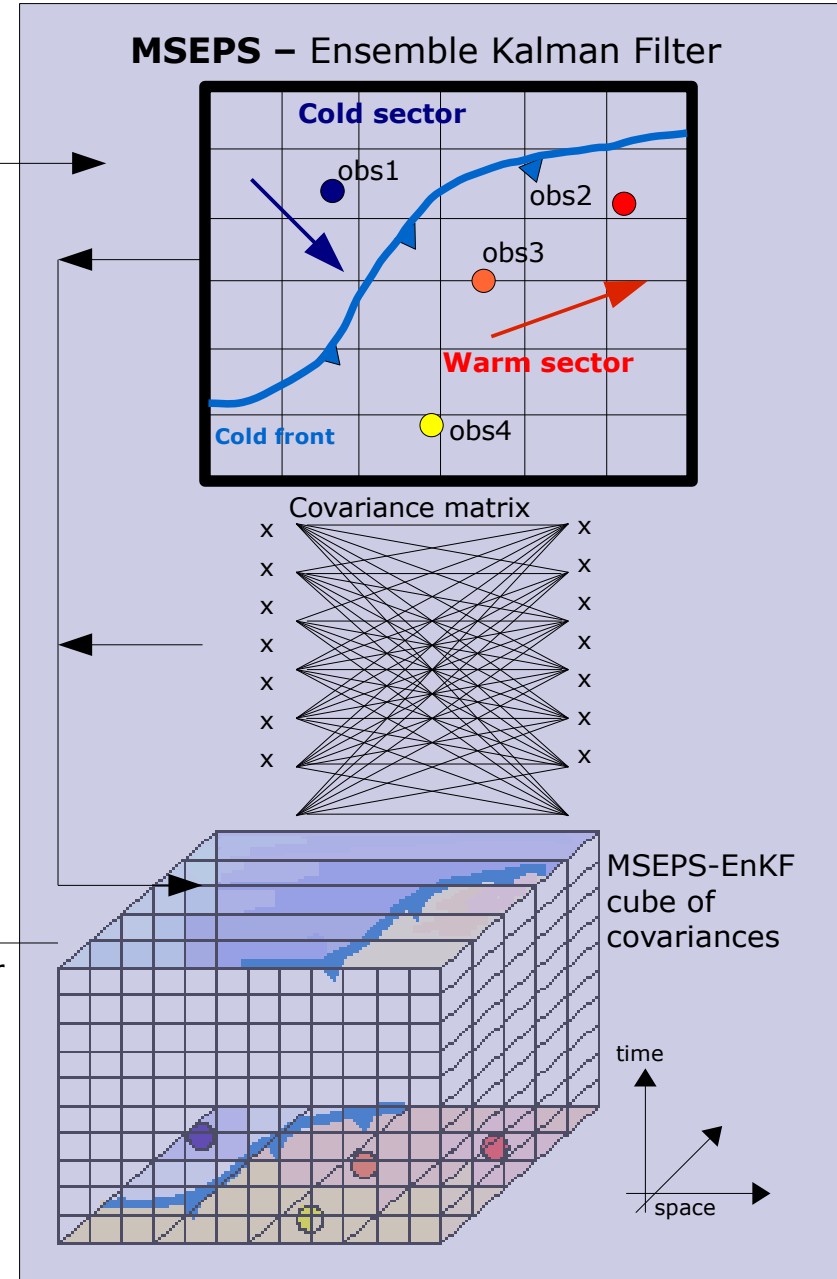 MSEPS – Ensemble Kalman Filter
Cold sector
obs1
obs2
obs3
Warm sector
Cold front
obs4
Covariance matrix
x x
x x
x x
x x
x x
x x
x x
MSEPS-EnKF
cube of
covariances
r
time
space